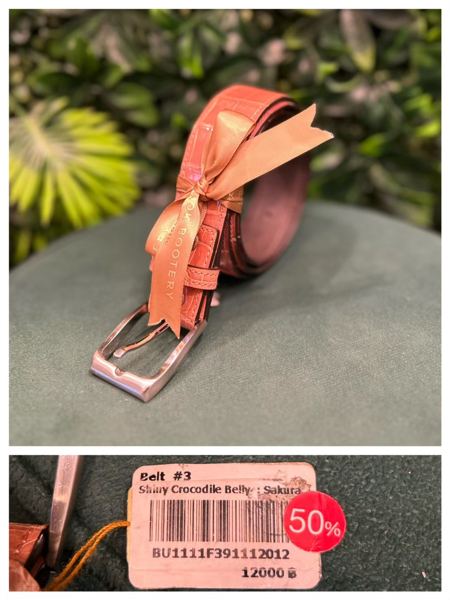 BOOTERY
Belt #3
Shiny Crocodile Belly : Sakura
50%
BU1111F391112012
12000 ฿